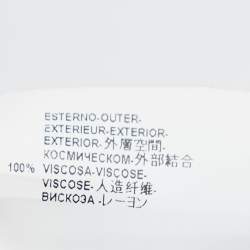 ESTERNO-OUTER-
EXTERIEUR-EXTERIOR-
EXTERIOR-外層空間-
КОСМИЧЕСКОМ-外部結合
100% VISCOSA-VISCOSE-
VISCOSE-人造纤维-
ВИСКОЗА-レーヨン